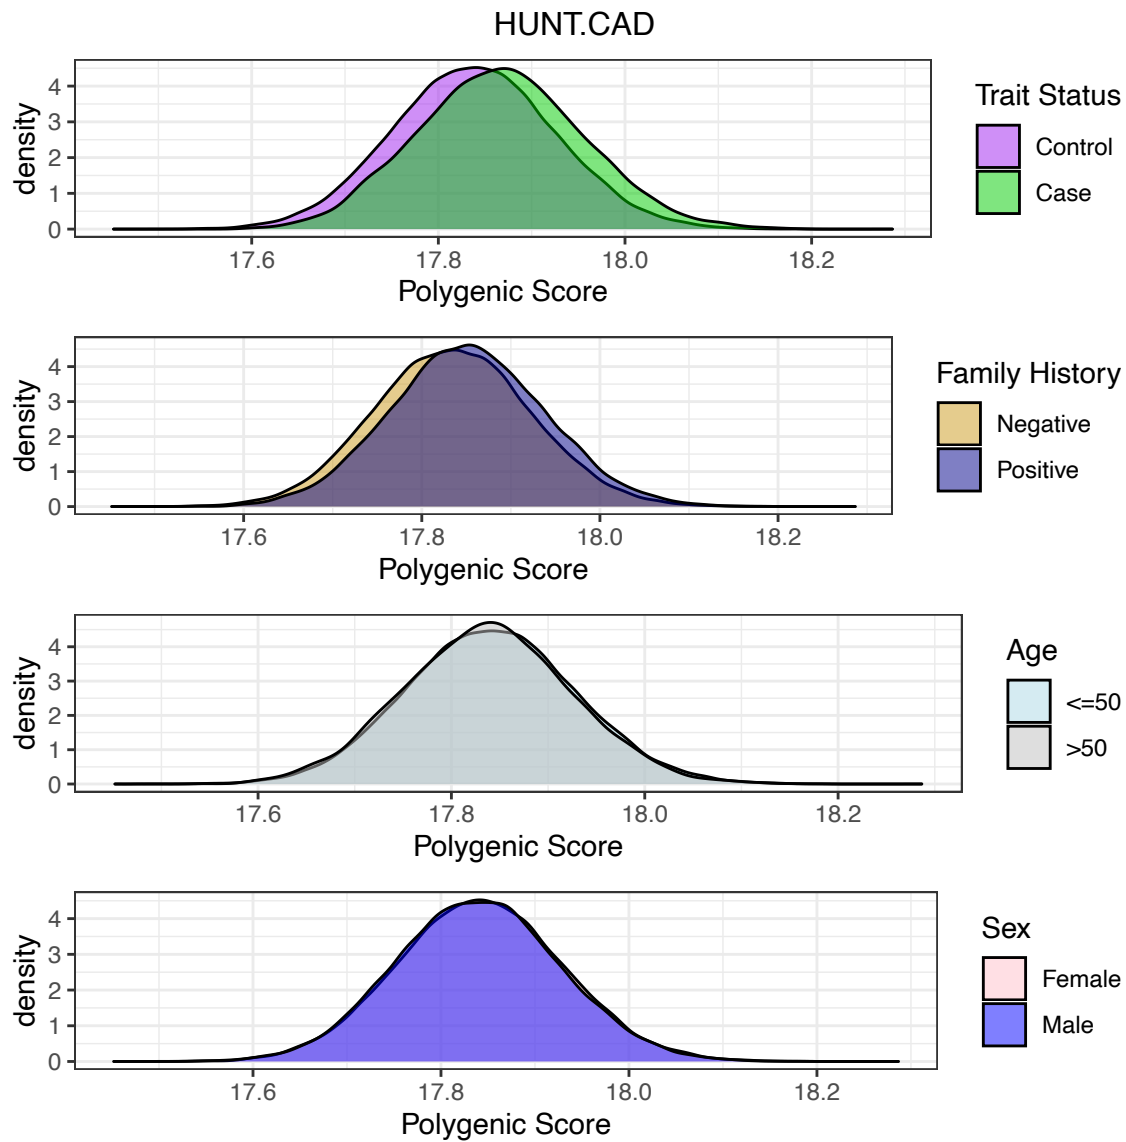 HUNT.CAD
density
4
3
2
1
0
17.6 17.8 18.0 18.2
Polygenic Score
Trait Status
Control
Case
density
4
3
2
1
0
17.6 17.8 18.0 18.2
Polygenic Score
Family History
Negative
Positive
density
4
3
2
1
0
17.6 17.8 18.0 18.2
Polygenic Score
Age
<=50
>50
density
4
3
2
1
0
17.6 17.8 18.0 18.2
Polygenic Score
Sex
Female
Male